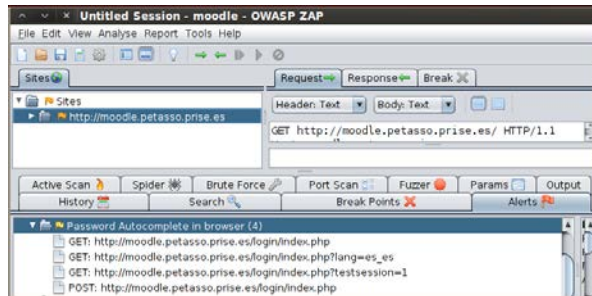 Untitled Session - moodle - OWASP ZAP
File Edit View Analyse Report Tools Help
Sites
Request Response Break
Sites
http://moodle.petasso.prise.es
Header: Text Body: Text
GET http://moodle.petasso.prise.es/ HTTP/1.1
Active Scan Spider Brute Force Port Scan Fuzzer Params Output
History Search Break Points Alerts
Password Autocomplete in browser (4)
GET: http://moodle.petasso.prise.es/login/index.php
GET: http://moodle.petasso.prise.es/login/index.php?lang=es_es
GET: http://moodle.petasso.prise.es/login/index.php?testsession=1
POST: http://moodle.petasso.prise.es/login/index.php